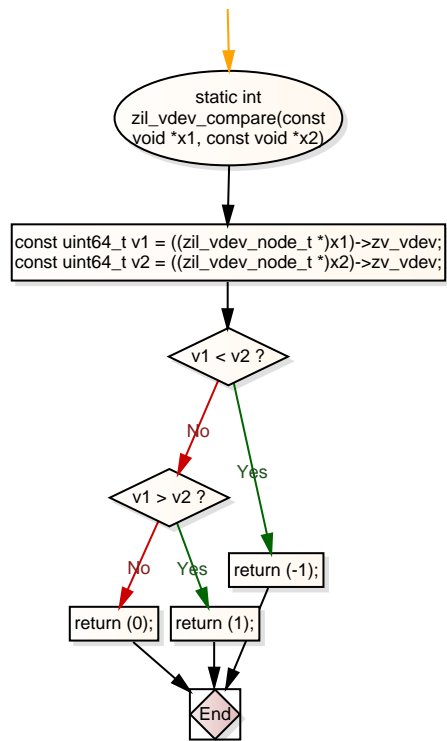 static int
zil_vdev_compare(const
void *x1, const void *x2)
const uint64_t v1 = ((zil_vdev_node_t *)x1)->zv_vdev;
const uint64_t v2 = ((zil_vdev_node_t *)x2)->zv_vdev;
v1 < v2 ?
No
Yes
v1 > v2 ?
No
Yes
return (-1);
return (0);
return (1);
End